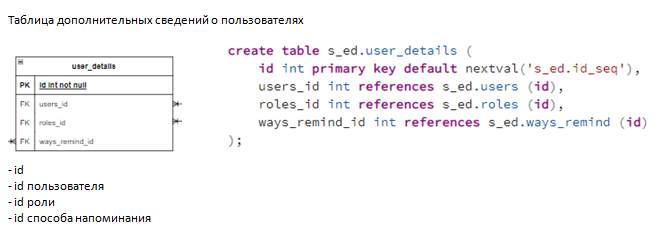 Таблица дополнительных сведений о пользователях
user_details
PK id int not null
FK users_id
FK roles_id
FK ways_remind_id
create table s_ed.user_details (
id int primary key default nextval('s_ed.id_seq'),
users_id int references s_ed.users (id),
roles_id int references s_ed.roles (id),
ways_remind_id int references s_ed.ways_remind (id)
);
- id
- id пользователя
- id роли
- id способа напоминания